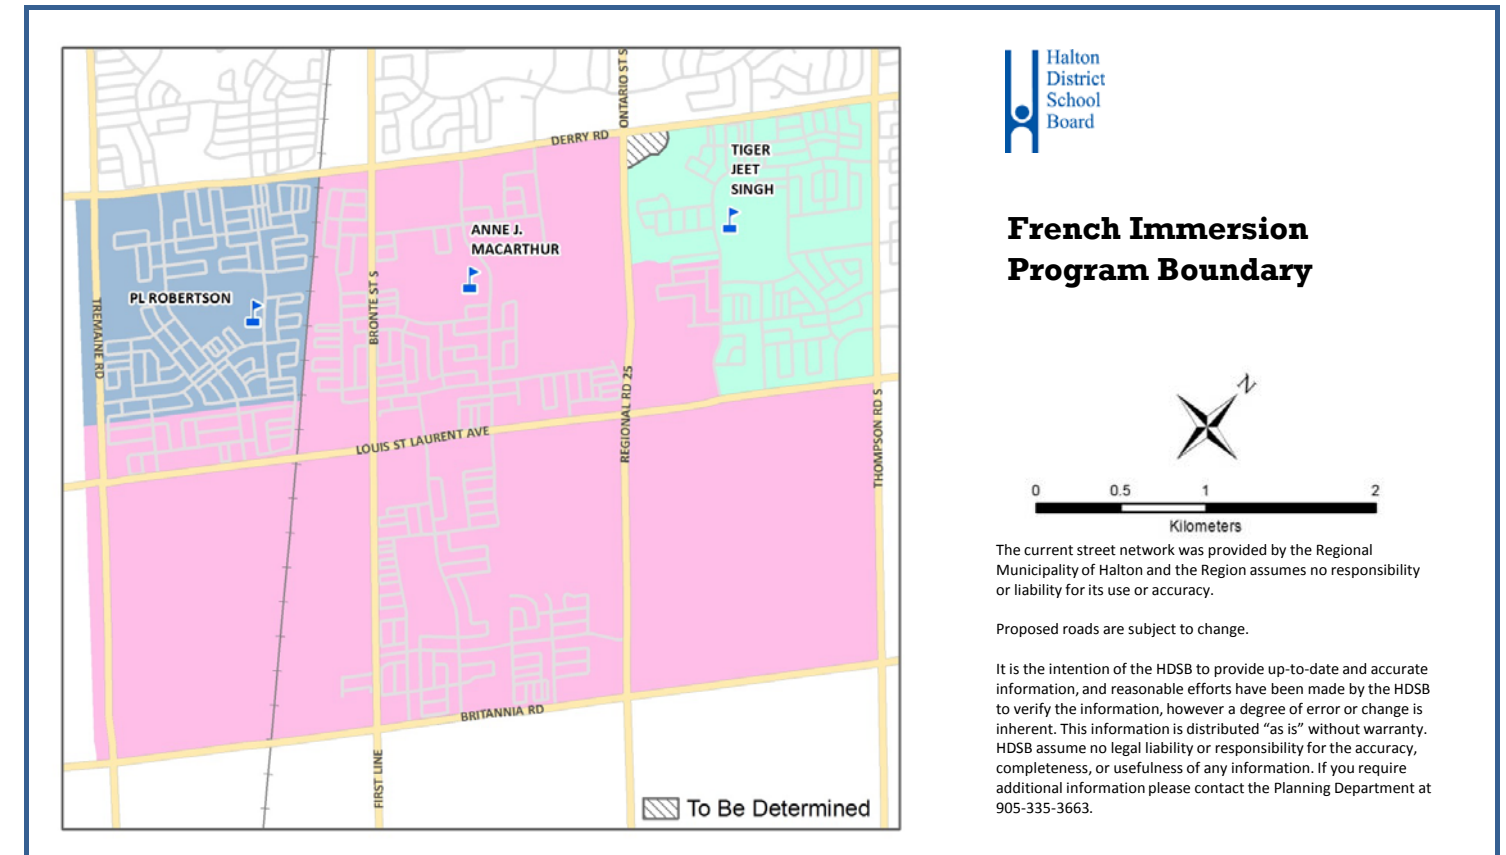 Halton
District
School
Board
French Immersion
Program Boundary
N
0 0.5 1 2
Kilometers
The current street network was provided by the Regional
Municipality of Halton and the Region assumes no responsibility
or liability for its use or accuracy.
Proposed roads are subject to change.
It is the intention of the HDSB to provide up-to-date and accurate
information, and reasonable efforts have been made by the HDSB
to verify the information, however a degree of error or change is
inherent. This information is distributed “as is” without warranty.
HDSB assume no legal liability or responsibility for the accuracy,
completeness, or usefulness of any information. If you require
additional information please contact the Planning Department at
905-335-3663.
ONTARIO ST S
DERRY RD
TIGER
JEET
SINGH
ANNE J.
MACARTHUR
PL ROBERTSON
TREMAINE RD
BRONTE ST S
REGIONAL RD 25
THOMPSON RD S
LOUIS ST LAURENT AVE
BRITANNIA RD
FIRST LINE
To Be Determined